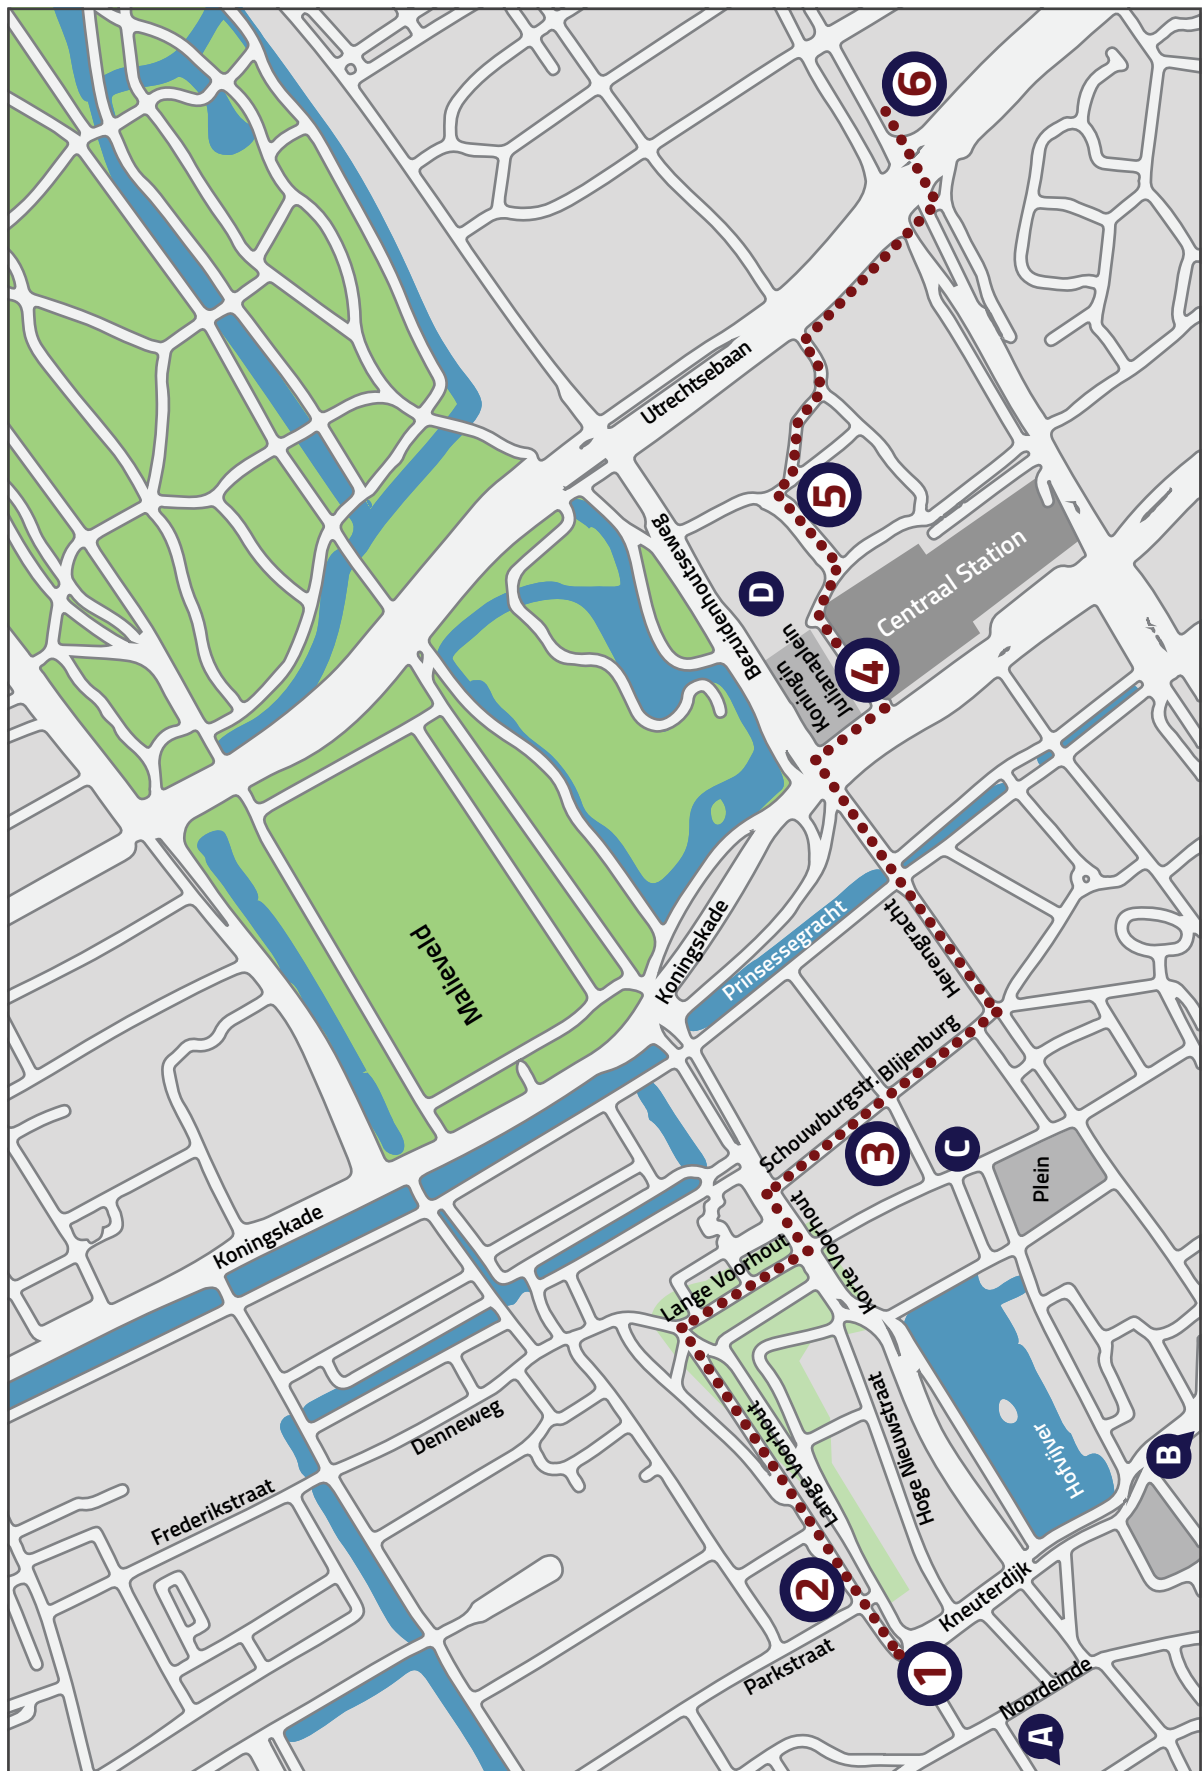 6
Utrechtsebaan
Bezuidenhoutseweg
5
D
Centraal Station
Koningin
Julianaplein
4
Malieveld
Koningskade
Prinsessegracht
Herengracht
Schouwburgstr.
Blijenburg
3
C
Plein
Koningskade
Lange Voorhout
Korte Voorhout
Denneweg
Frederikstraat
Lange Voorhout
Hoge Nieuwstraat
Hofvijver
B
2
Kneuterdijk
1
Parkstraat
Noordeinde
A